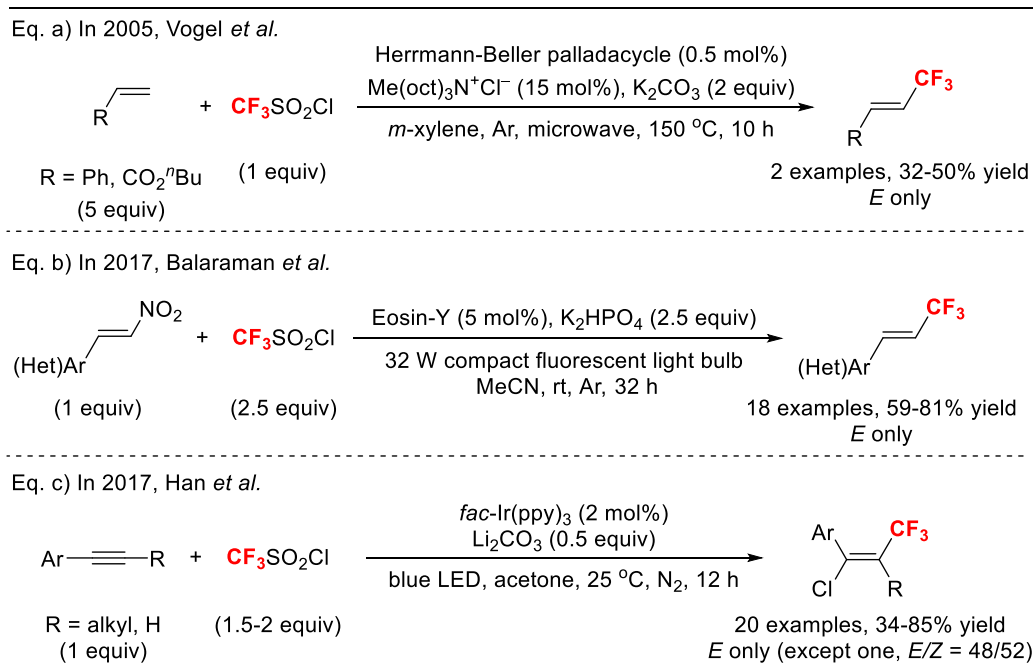 Eq. a) In 2005, Vogel et al.
Herrmann-Beller palladacycle (0.5 mol%)
R + CF₃SO₂Cl Me(oct)₃N⁺Cl⁻ (15 mol%), K₂CO₃ (2 equiv) CF₃ R
m-xylene, Ar, microwave, 150 ºC, 10 h
R = Ph, CO₂ⁿBu (1 equiv) 2 examples, 32-50% yield
(5 equiv) E only
Eq. b) In 2017, Balaraman et al.
NO₂ CF₃
(Het)Ar + CF₃SO₂Cl Eosin-Y (5 mol%), K₂HPO₄ (2.5 equiv) (Het)Ar
32 W compact fluorescent light bulb
MeCN, rt, Ar, 32 h
(1 equiv) (2.5 equiv) 18 examples, 59-81% yield
E only
Eq. c) In 2017, Han et al.
fac-Ir(ppy)₃ (2 mol%)
Li₂CO₃ (0.5 equiv) Ar CF₃
Ar R + CF₃SO₂Cl
blue LED, acetone, 25 ºC, N₂, 12 h Cl R
R = alkyl, H (1.5-2 equiv) 20 examples, 34-85% yield
(1 equiv) E only (except one, E/Z = 48/52)